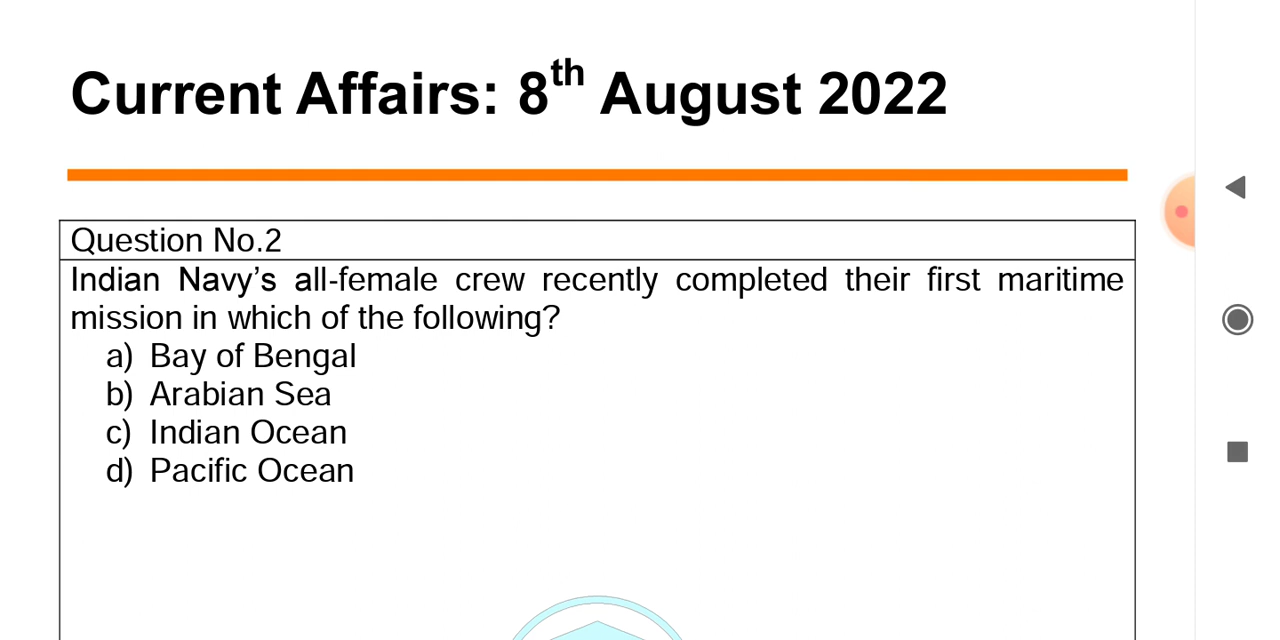 Current Affairs: 8th August 2022
Question No.2
Indian Navy’s all-female crew recently completed their first maritime
mission in which of the following?
a) Bay of Bengal
b) Arabian Sea
c) Indian Ocean
d) Pacific Ocean